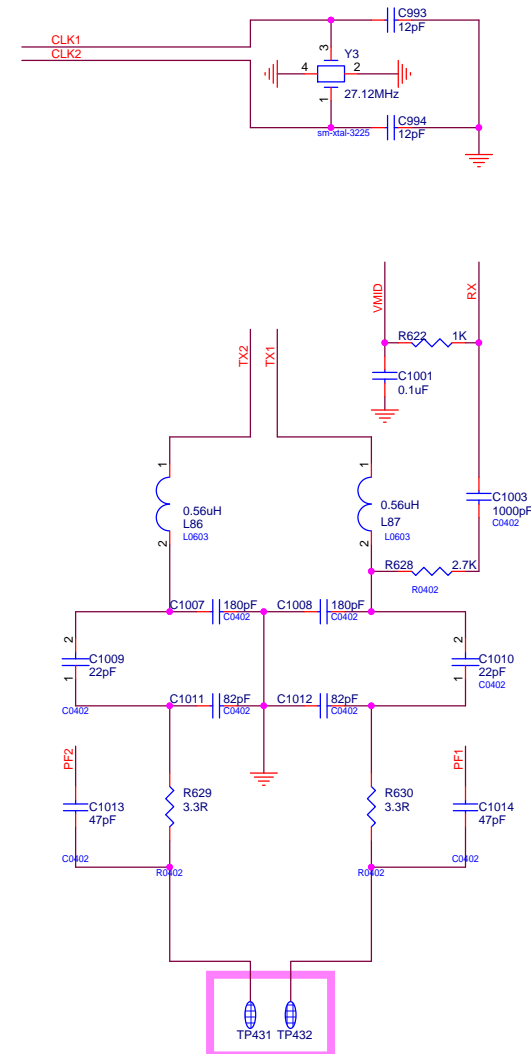 C993
12pF
CLK1
CLK2
3
Y3
4
2
27.12MHz
1
sm-xtal-3225
C994
12pF
VMID
RX
R622
1K
TX2
TX1
C1001
0.1uF
1
1
0.56uH
L86
L0603
2
0.56uH
L87
L0603
2
C1003
1000pF
C0402
R628
2.7K
R0402
C1007
180pF
C0402
C1008
180pF
C0402
2
C1009
22pF
1
C0402
2
C1010
22pF
C0402
1
C1011
82pF
C0402
C1012
82pF
C0402
PF2
PF1
R629
3.3R
R630
3.3R
C1013
47pF
C1014
47pF
C0402
R0402
R0402
C0402
TP431
TP432